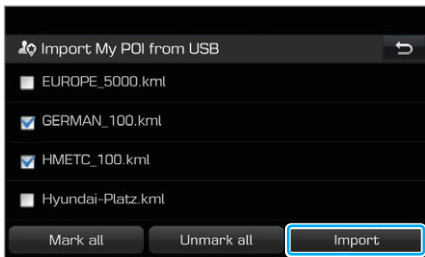 Import My POI from USB
EUROPE_5000.kml
GERMAN_100.kml
HMETC_100.kml
Hyundai-Platz.kml
Mark all Unmark all Import